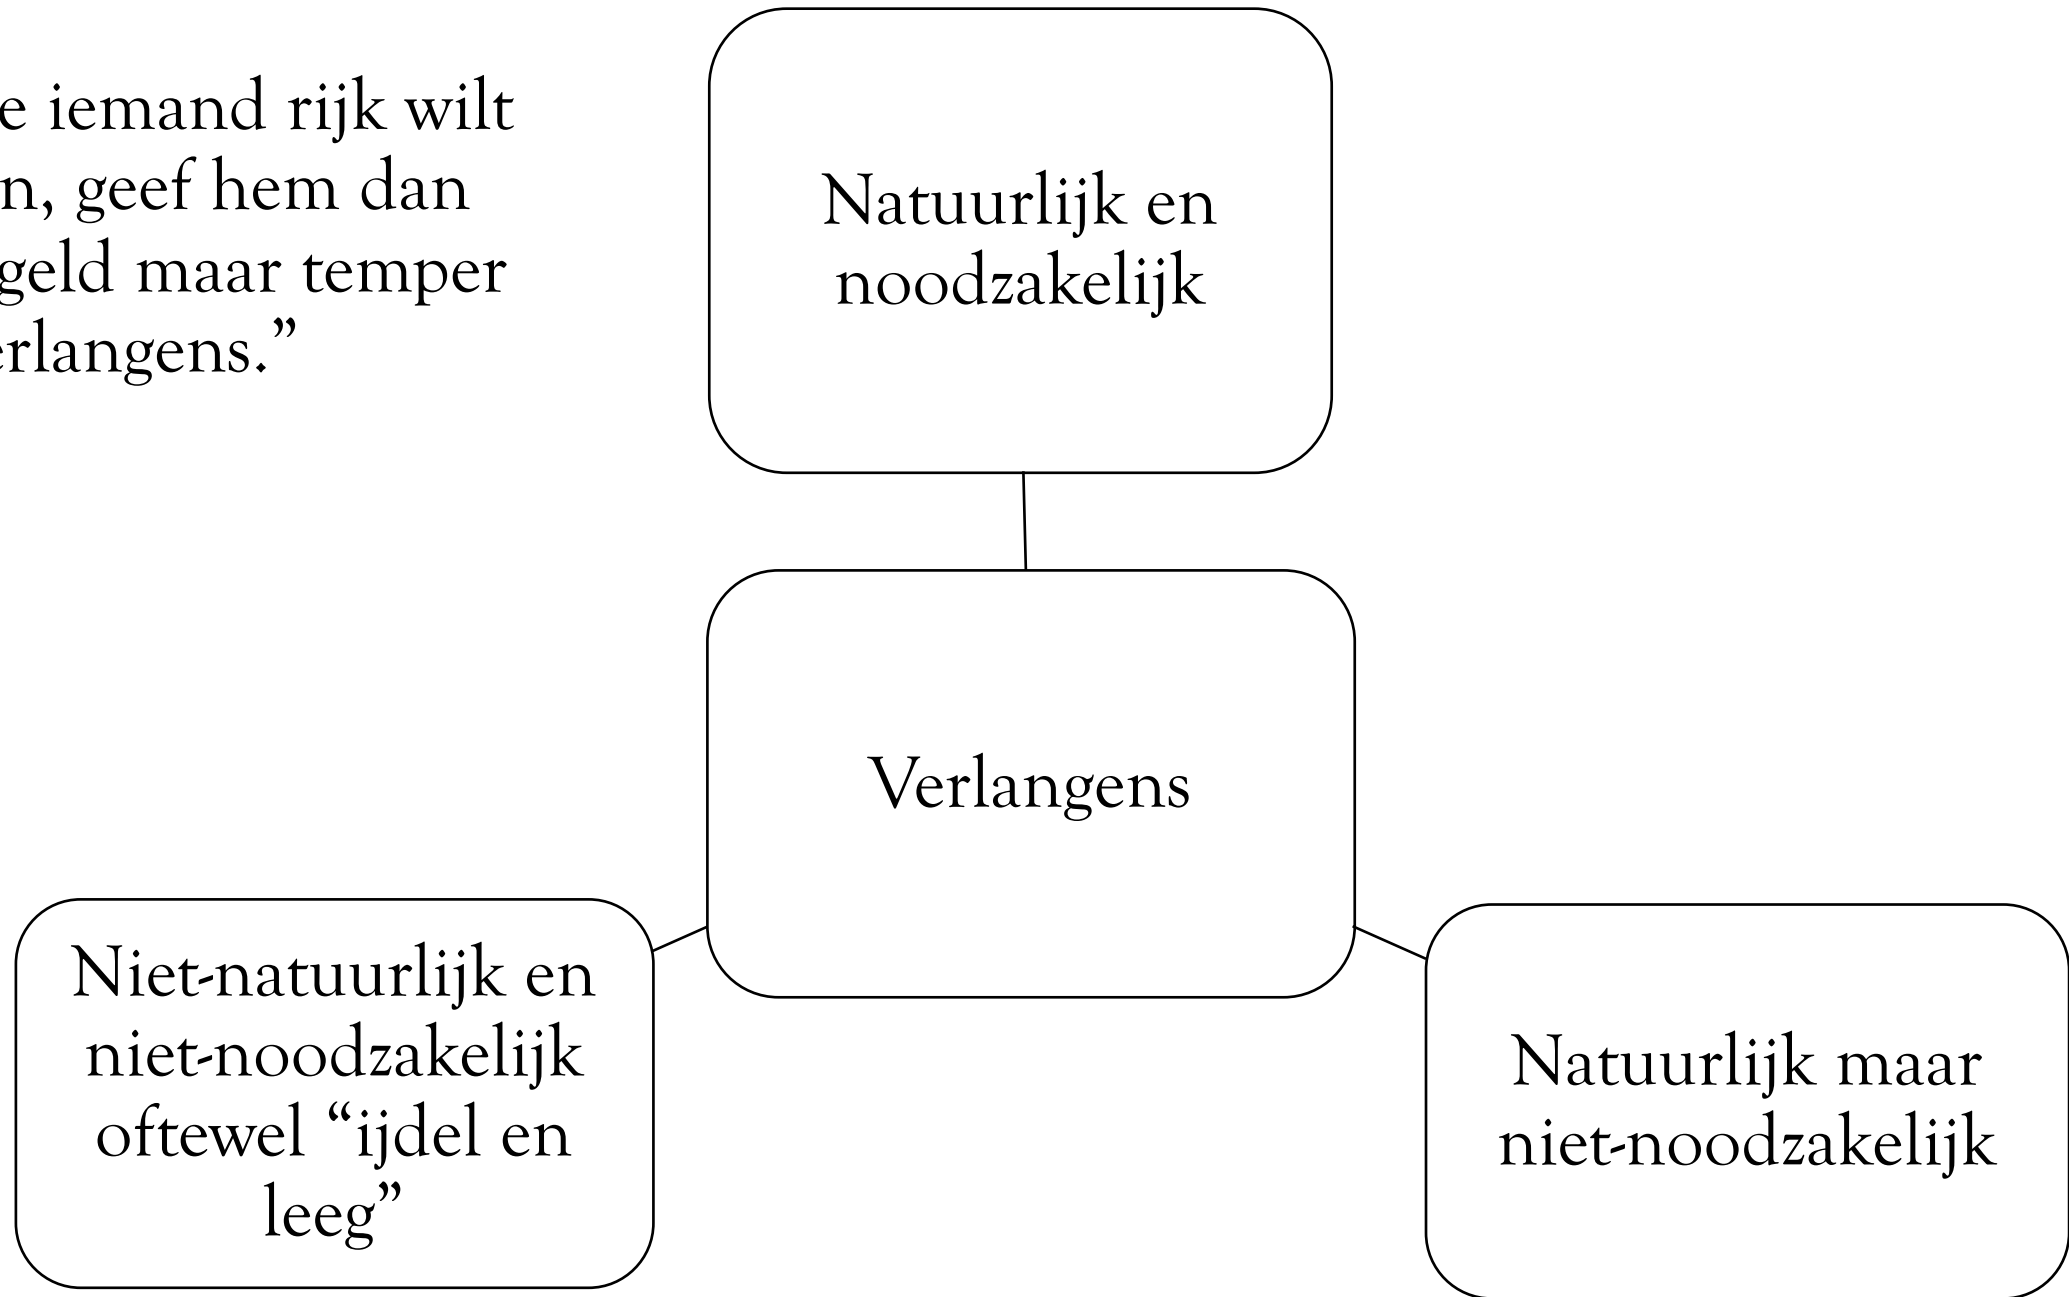 e iemand rijk wilt
n, geef hem dan
geld maar temper
erlangens.”
Natuurlijk en
noodzakelijk
Verlangens
Niet-natuurlijk en
niet-noodzakelijk
oftewel “ijdel en
leeg”
Natuurlijk maar
niet-noodzakelijk